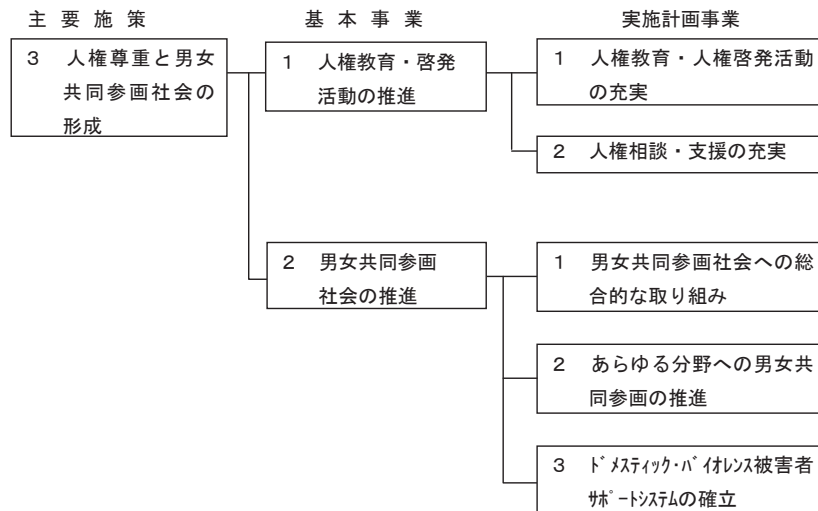 主要施策
基本事業
実施計画事業
3 人権尊重と男女
共同参画社会の
形成
1 人権教育・啓発
活動の推進
1 人権教育・人権啓発活動
の充実
2 人権相談・支援の充実
2 男女共同参画
社会の推進
1 男女共同参画社会への総
合的な取り組み
2 あらゆる分野への男女共
同参画の推進
3 ドメスティック・バイオレンス被害者
サポートシステムの確立